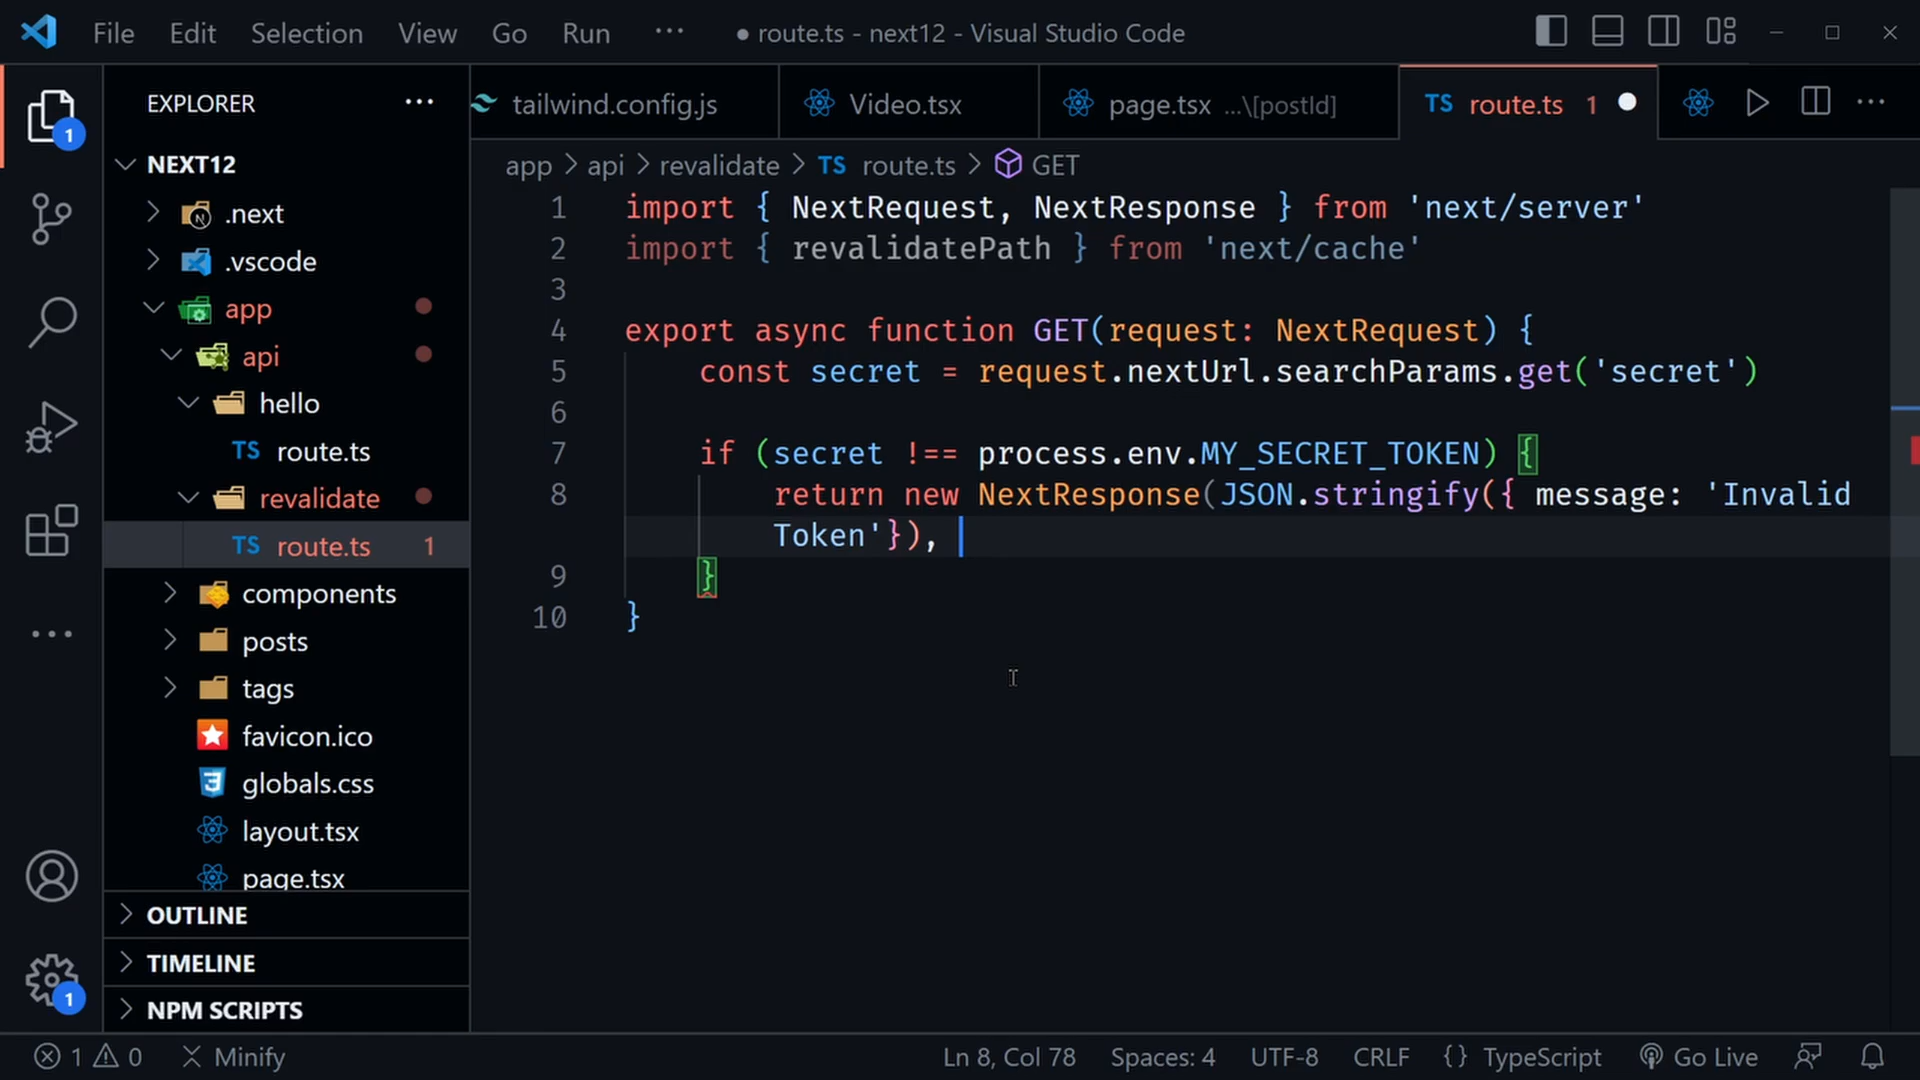 File Edit Selection View Go Run ··· ● route.ts - next12 - Visual Studio Code
EXPLORER ···
tailwind.config.js
Video.tsx
page.tsx ...\[postId]
TS route.ts 1
···
app > api > revalidate > TS route.ts > GET
1
NEXT12
.next
.vscode
app
api
hello
TS route.ts
revalidate
TS route.ts 1
components
posts
tags
favicon.ico
globals.css
layout.tsx
page.tsx
OUTLINE
TIMELINE
NPM SCRIPTS
1
1 import { NextRequest, NextResponse } from 'next/server'
2 import { revalidatePath } from 'next/cache'
3
4 export async function GET(request: NextRequest) {
5 const secret = request.nextUrl.searchParams.get('secret')
6
7 if (secret !== process.env.MY_SECRET_TOKEN) {
8 return new NextResponse(JSON.stringify({ message: 'Invalid
Token'}),
9 }
10 }
1 0 Minify
Ln 8, Col 78 Spaces: 4 UTF-8 CRLF {} TypeScript Go Live